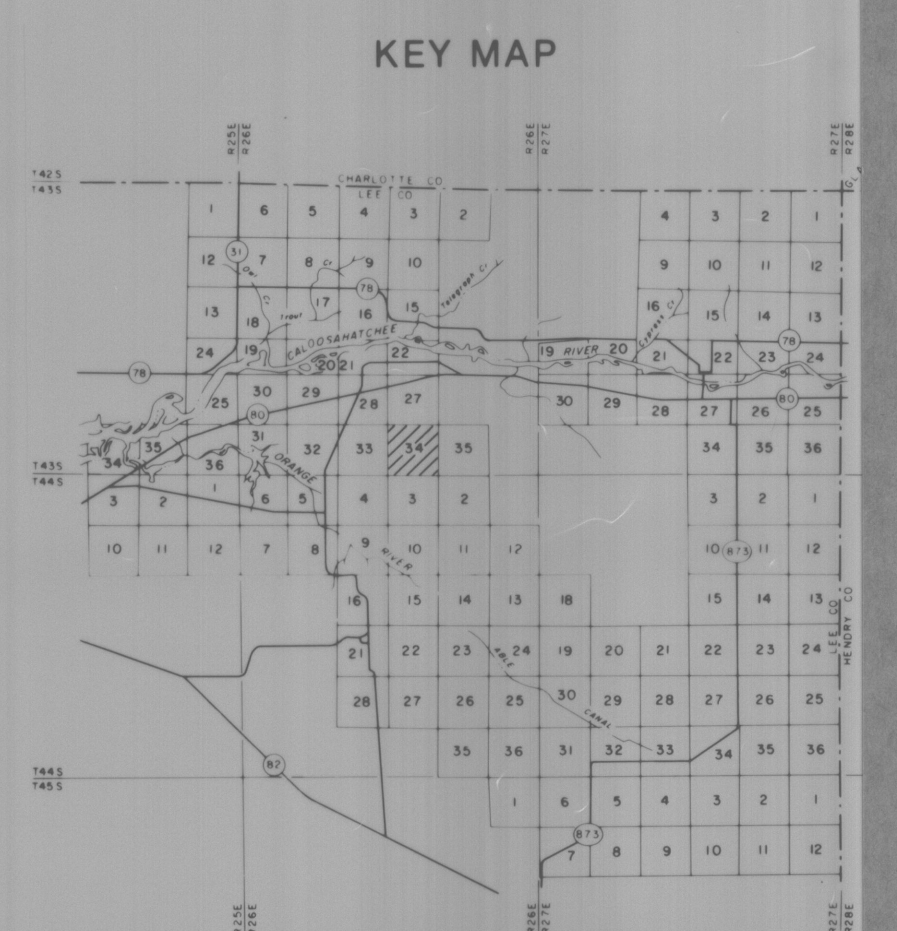 KEY MAP
R25E R26E R26E R27E R27E R28E
T42S
T43S
CHARLOTTE CO
LEE CO
GL
1 6 5 4 3 2 4 3 2 1
31
12 7 8 Cr 9 10 9 10 11 12
Owl Cr
Telegraph Cr
78
13 18 17 16 15 16 15 14 13
Trout
Cypress Cr
CALOOSAHATCHEE RIVER
78
24 19 20 21 22 19 20 21 22 23 24
78
25 30 29 28 27 30 29 28 27 26 25
80 80
34 35 36 31 32 33 34 35 34 35 36
ORANGE RIVER
T43S
T44S
3 2 1 6 5 4 3 2 3 2 1
10 11 12 7 8 9 10 11 12 10 873 11 12
16 15 14 13 18 15 14 13
LEE CO
HENDRY CO
21 22 23 24 19 20 21 22 23 24
ABLE CANAL
28 27 26 25 30 29 28 27 26 25
35 36 31 32 33 34 35 36
82
T44S
T45S
1 6 5 4 3 2 1
873
7 8 9 10 11 12
R25E R26E R26E R27E R27E R28E